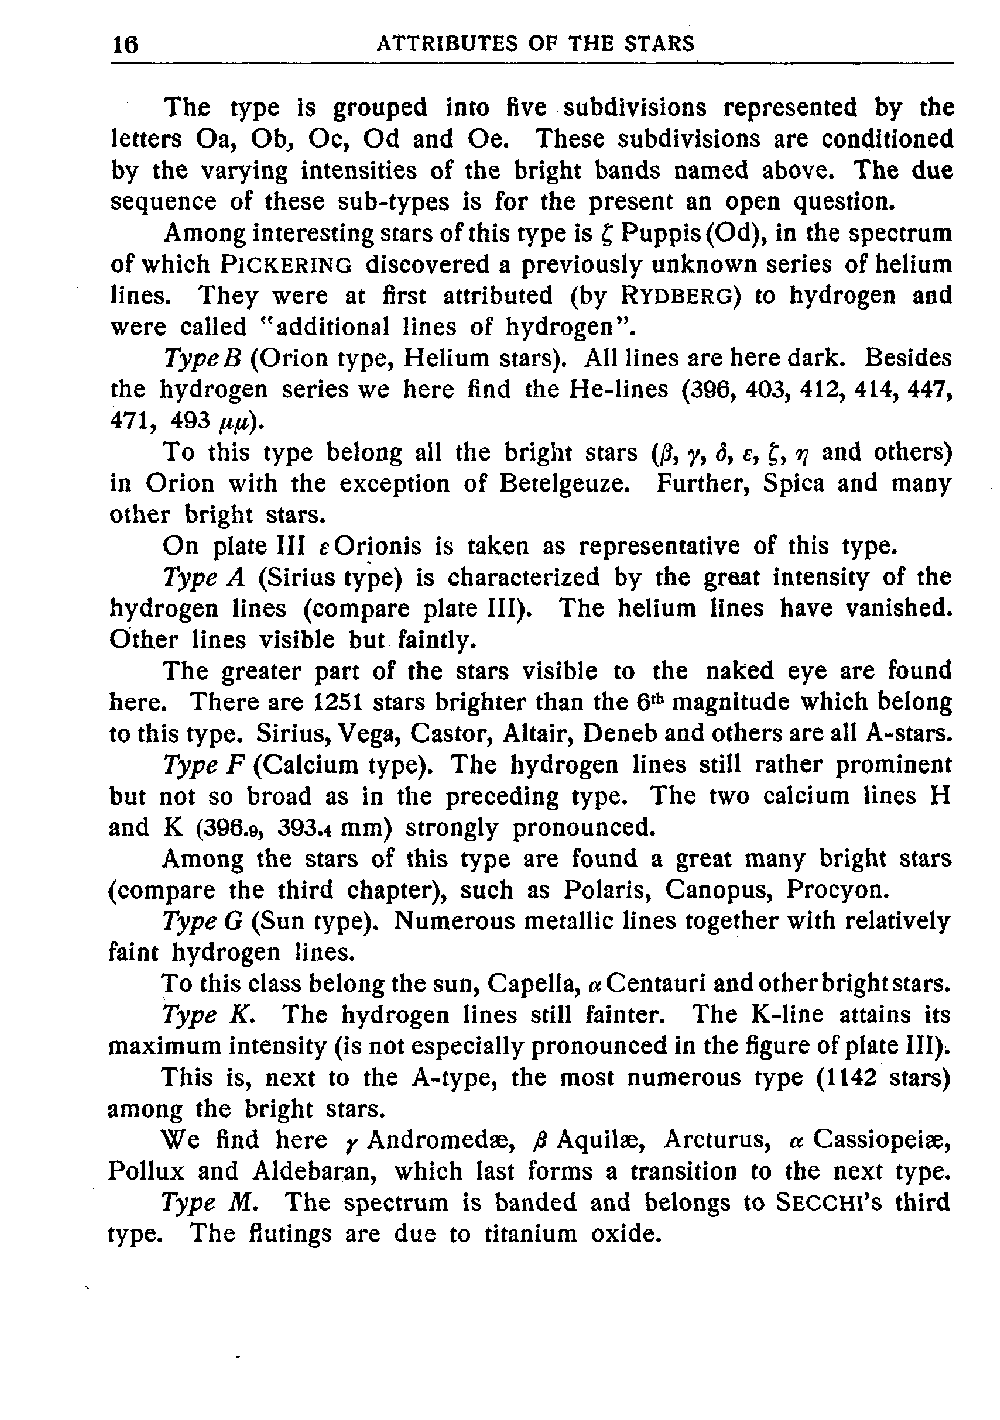 16 ATTRIBUTES OF THE STARS
The type is grouped into five subdivisions represented by the
letters Oa, Ob, Oc, Od and Oe. These subdivisions are conditioned
by the varying intensities of the bright bands named above. The due
sequence of these sub-types is for the present an open question.
Among interesting stars of this type is ζ Puppis (Od), in the spectrum
of which PICKERING discovered a previously unknown series of helium
lines. They were at first attributed (by RYDBERG) to hydrogen and
were called “additional lines of hydrogen”.
Type B (Orion type, Helium stars). All lines are here dark. Besides
the hydrogen series we here find the He-lines (396, 403, 412, 414, 447,
471, 493 μμ).
To this type belong all the bright stars (β, γ, δ, ε, ζ, η and others)
in Orion with the exception of Betelgeuze. Further, Spica and many
other bright stars.
On plate III ε Orionis is taken as representative of this type.
Type A (Sirius type) is characterized by the great intensity of the
hydrogen lines (compare plate III). The helium lines have vanished.
Other lines visible but faintly.
The greater part of the stars visible to the naked eye are found
here. There are 1251 stars brighter than the 6th magnitude which belong
to this type. Sirius, Vega, Castor, Altair, Deneb and others are all A-stars.
Type F (Calcium type). The hydrogen lines still rather prominent
but not so broad as in the preceding type. The two calcium lines H
and K (396.9, 393.4 mm) strongly pronounced.
Among the stars of this type are found a great many bright stars
(compare the third chapter), such as Polaris, Canopus, Procyon.
Type G (Sun type). Numerous metallic lines together with relatively
faint hydrogen lines.
To this class belong the sun, Capella, α Centauri and other bright stars.
Type K. The hydrogen lines still fainter. The K-line attains its
maximum intensity (is not especially pronounced in the figure of plate III).
This is, next to the A-type, the most numerous type (1142 stars)
among the bright stars.
We find here γ Andromedæ, β Aquilæ, Arcturus, α Cassiopeiæ,
Pollux and Aldebaran, which last forms a transition to the next type.
Type M. The spectrum is banded and belongs to SECCHI’s third
type. The flutings are due to titanium oxide.